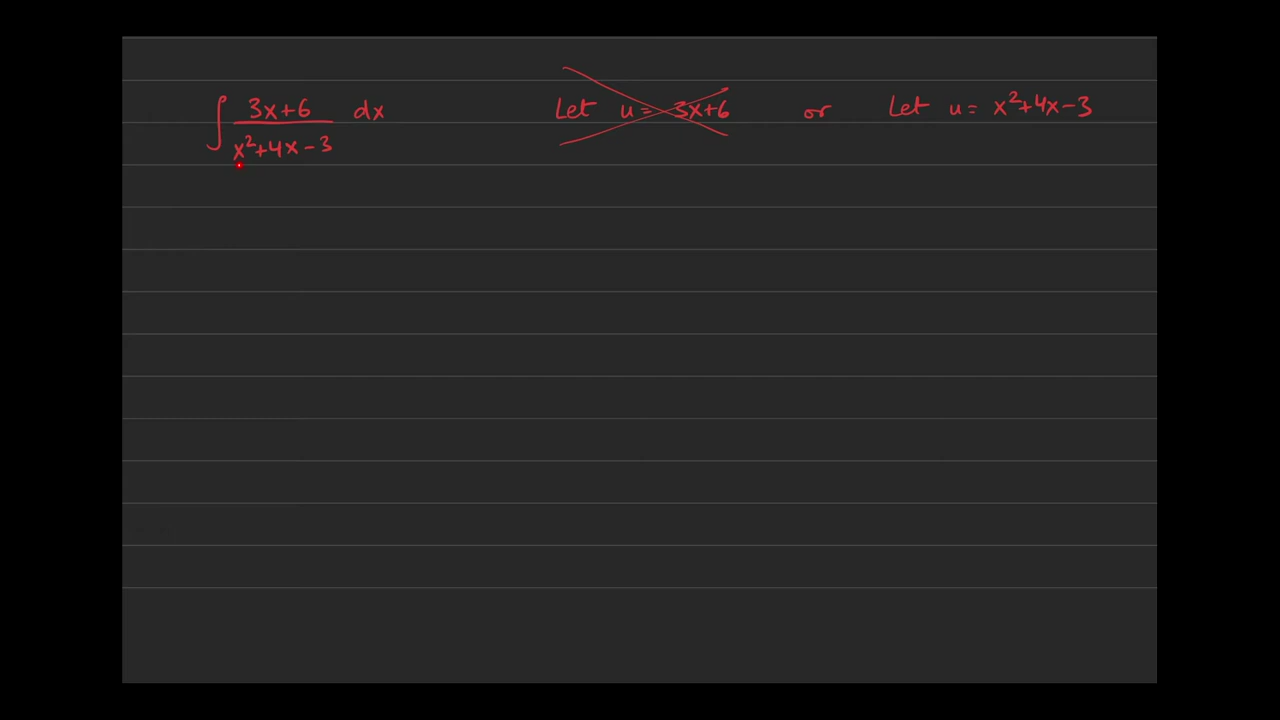 ∫ 3x+6 / x²+4x-3 dx
Let u = 3x+6 or Let u = x²+4x-3